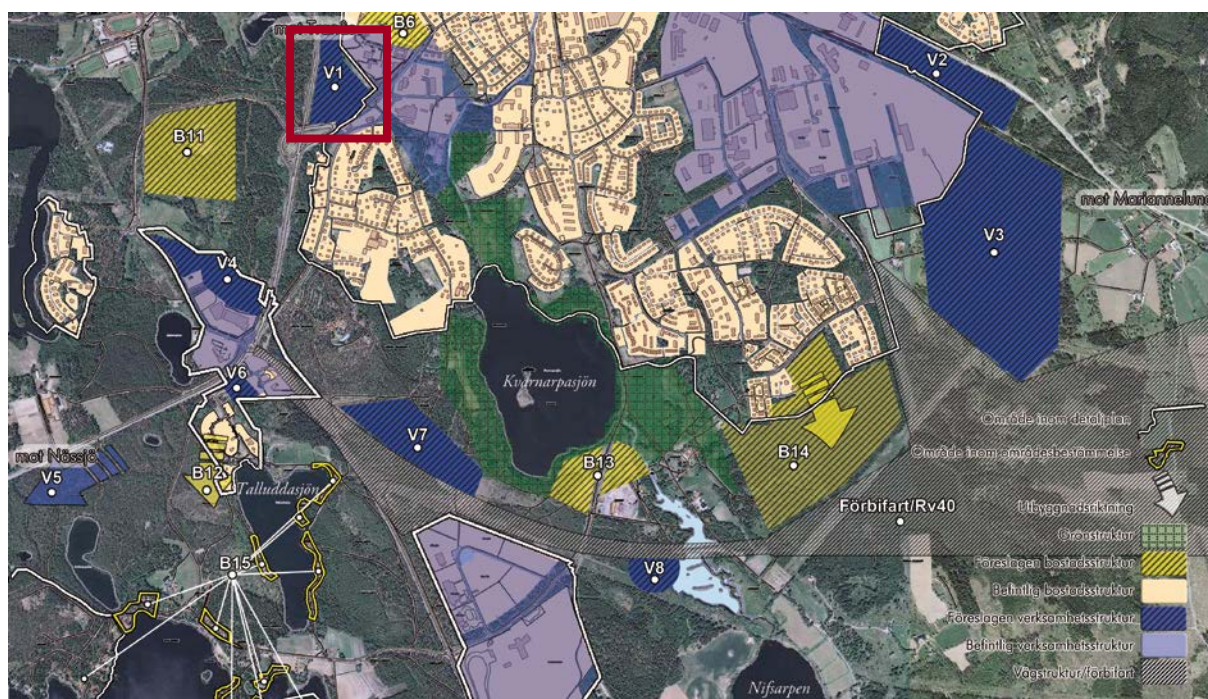 B6
V1
V2
B11
mot Mariannelund
V3
V4
Kvarnarpasjön
V6
Område inom detaljplan
V7
mot Nässjö
Område inom områdesbestämmelse
V5
B12
B13
B14
Talluddasjön
Utbyggnadsriktning
Förbifart/Rv40
Grönstruktur
B15
V8
Föreslagen bostadsstruktur
Befintlig bostadsstruktur
Föreslagen verksamhetsstruktur
Befintlig verksamhetsstruktur
Vägstruktur/förbifart
Nifsarpen